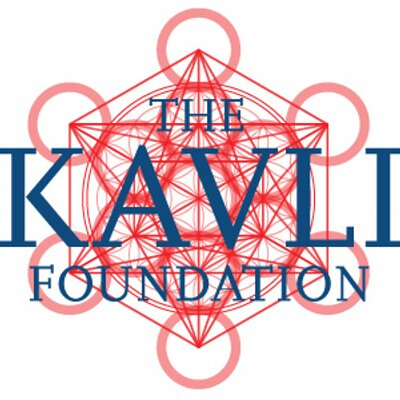 THE
KAVLI
FOUNDATION